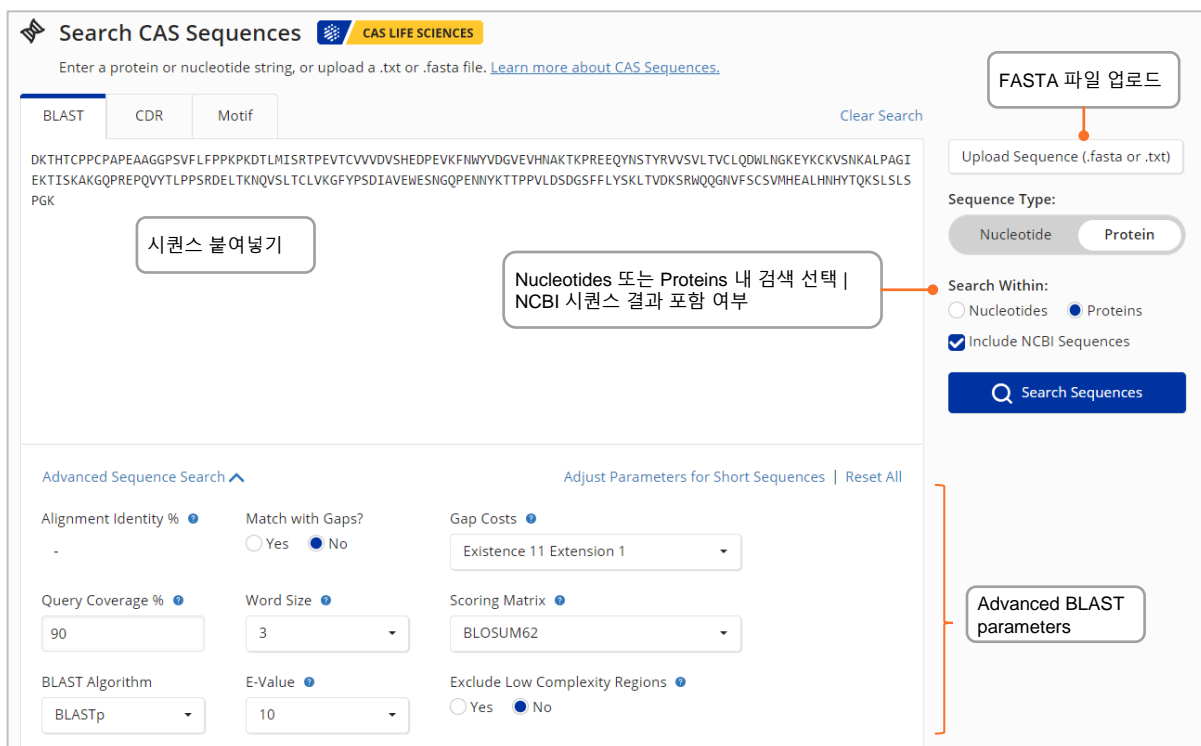 Search CAS Sequences
CAS LIFE SCIENCES
Enter a protein or nucleotide string, or upload a .txt or .fasta file. Learn more about CAS Sequences.
FASTA 파일 업로드
BLAST CDR Motif
Clear Search
DKTHTCPPCPAPEAAGGPSVFLFPPKPKDTLMISRTPEVTCVVVDVSHEDPEVKFNWYVDGVEVHNAKTKPREEQYNSTYRVVSVLTVCLQDWLNGKEYKCKVSNKALPAGI
EKTISKAKGQPREPQVYTLPPSRDELTKNQVSLTCLVKGFYPSDIAVEWESNGQPENNYKTTPPVLDSDGSFFLYSKLTVDKSRWQQGNVFSCSVMHEALHNHYTQKSLSLS
PGK
시퀀스 붙여넣기
Upload Sequence (.fasta or .txt)
Sequence Type:
Nucleotide Protein
Nucleotides 또는 Proteins 내 검색 선택 |
NCBI 시퀀스 결과 포함 여부
Search Within:
Nucleotides Proteins
Include NCBI Sequences
Search Sequences
Advanced Sequence Search
Adjust Parameters for Short Sequences | Reset All
Alignment Identity % Match with Gaps? Gap Costs
- Yes No Existence 11 Extension 1
Query Coverage % Word Size Scoring Matrix
90 3 BLOSUM62
BLAST Algorithm E-Value Exclude Low Complexity Regions
BLASTp 10 Yes No
Advanced BLAST
parameters